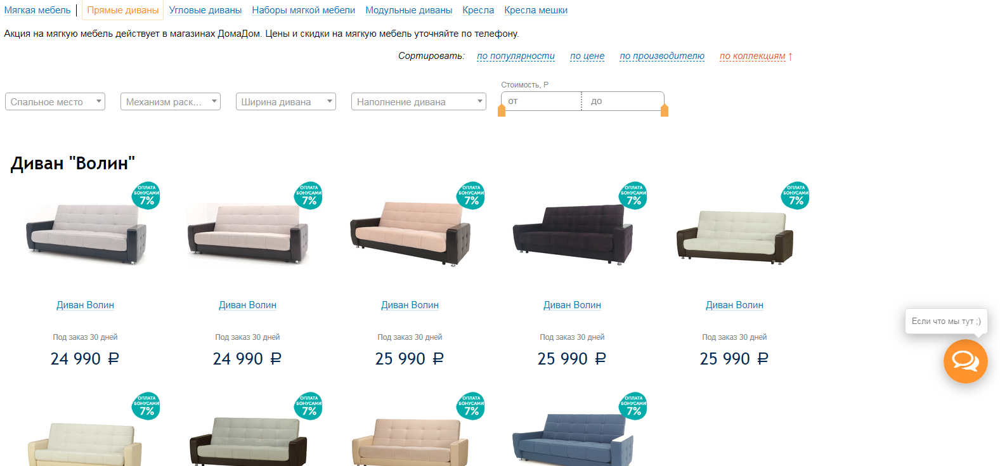 Мягкая мебель Прямые диваны Угловые диваны Наборы мягкой мебели Модульные диваны Кресла Кресла мешки
Акция на мягкую мебель действует в магазинах ДомаДом. Цены и скидки на мягкую мебель уточняйте по телефону.
Сортировать: по популярности по цене по производителю по коллекциям ↑
Стоимость, Р
Спальное место Механизм раск... Ширина дивана Наполнение дивана от до
Диван "Волин"
ОПЛАТА БОНУСАМИ 7% ОПЛАТА БОНУСАМИ 7% ОПЛАТА БОНУСАМИ 7% ОПЛАТА БОНУСАМИ 7% ОПЛАТА БОНУСАМИ 7%
Диван Волин Диван Волин Диван Волин Диван Волин Диван Волин
Если что мы тут ;)
Под заказ 30 дней Под заказ 30 дней Под заказ 30 дней Под заказ 30 дней Под заказ 30 дней
24 990 ₽ 24 990 ₽ 25 990 ₽ 25 990 ₽ 25 990 ₽
ОПЛАТА БОНУСАМИ 7% ОПЛАТА БОНУСАМИ 7% ОПЛАТА БОНУСАМИ 7% ОПЛАТА БОНУСАМИ 7%